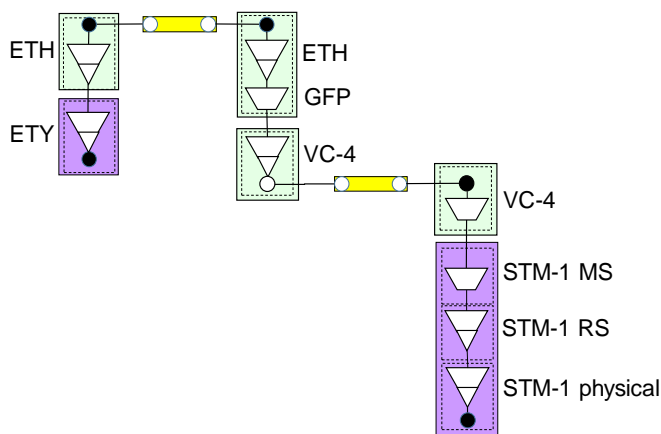 ETH
ETY
ETH
GFP
VC-4
VC-4
STM-1 MS
STM-1 RS
STM-1 physical